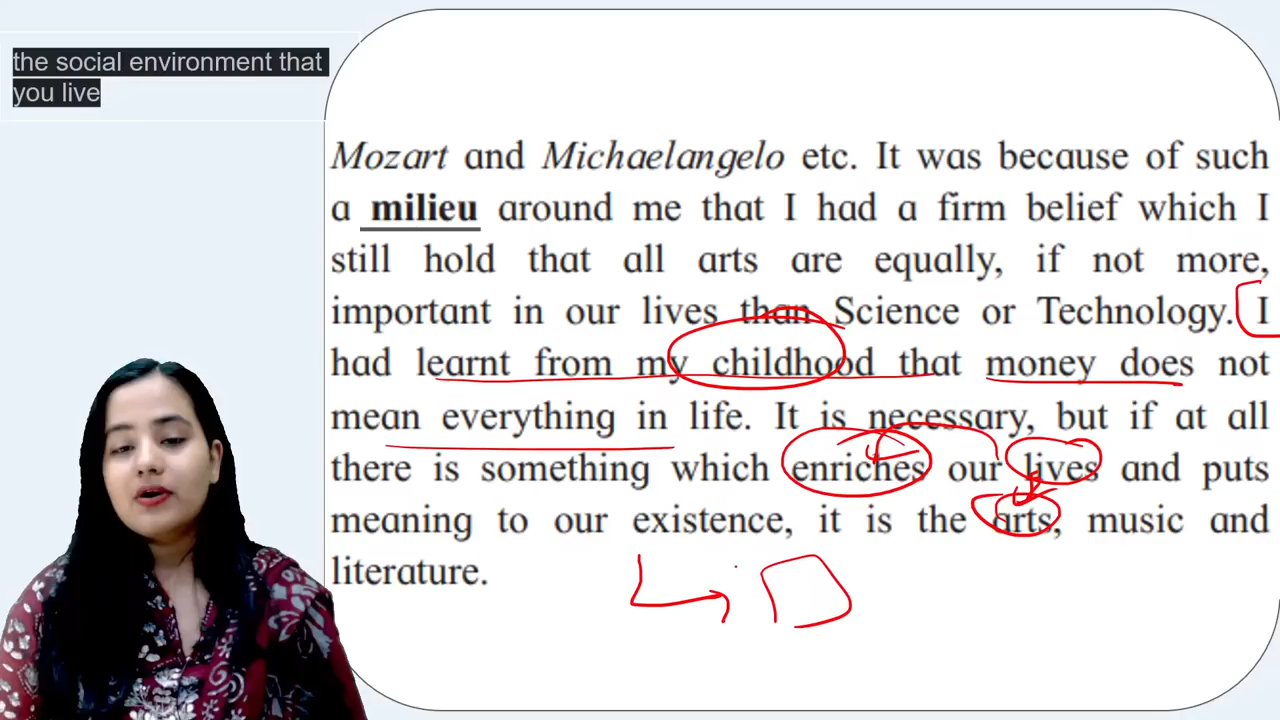 the social environment that
you live
Mozart and Michaelangelo etc. It was because of such
a milieu around me that I had a firm belief which I
still hold that all arts are equally, if not more,
important in our lives than Science or Technology. I
had learnt from my childhood that money does not
mean everything in life. It is necessary, but if at all
there is something which enriches our lives and puts
meaning to our existence, it is the arts, music and
literature.